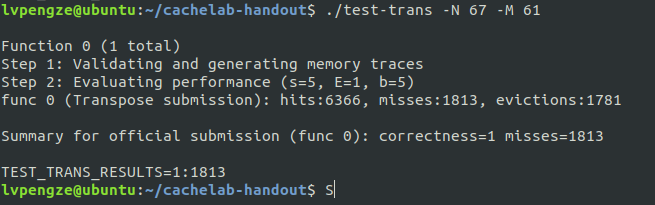 lvpengze@ubuntu:~/cachelab-handout$ ./test-trans -N 67 -M 61
Function 0 (1 total)
Step 1: Validating and generating memory traces
Step 2: Evaluating performance (s=5, E=1, b=5)
func 0 (Transpose submission): hits:6366, misses:1813, evictions:1781
Summary for official submission (func 0): correctness=1 misses=1813
TEST_TRANS_RESULTS=1:1813
lvpengze@ubuntu:~/cachelab-handout$ S